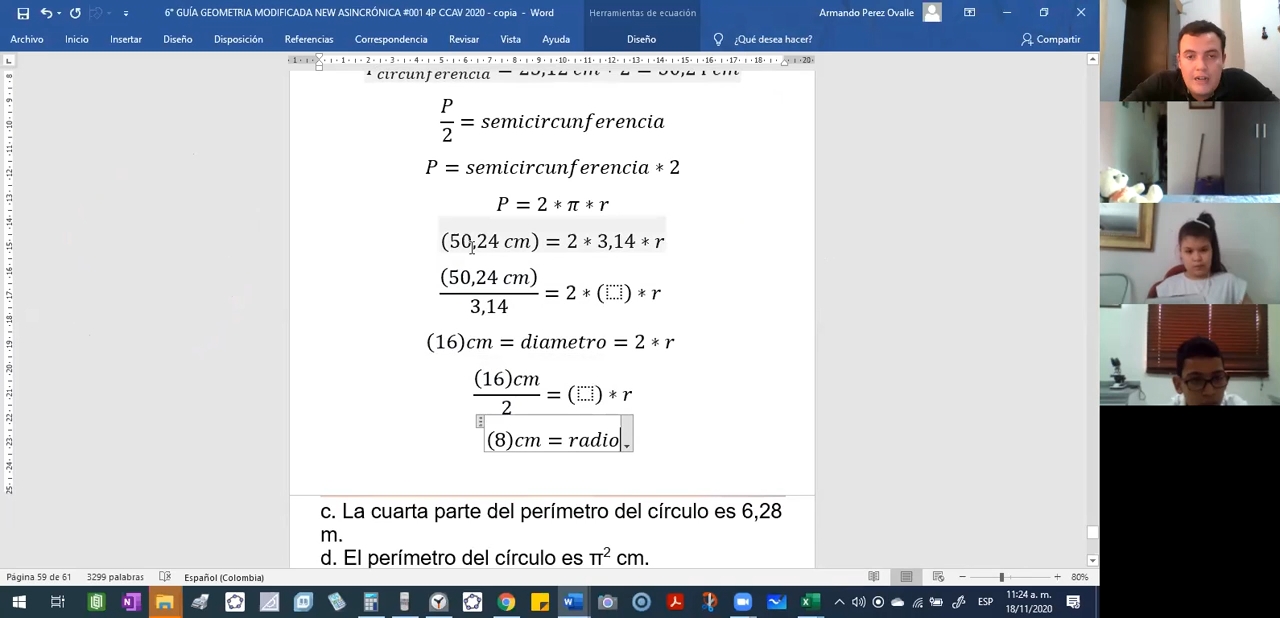 6° GUÍA GEOMETRIA MODIFICADA NEW ASINCRÓNICA #001 4P CCAV 2020 - copia - Word
Herramientas de ecuación
Armando Perez Ovalle
Archivo Inicio Insertar Diseño Disposición Referencias Correspondencia Revisar Vista Ayuda Diseño ¿Qué desea hacer? Compartir
P/2 = semicircunferencia
P = semicircunferencia * 2
P = 2 * π * r
(50,24 cm) = 2 * 3,14 * r
(50,24 cm)/3,14 = 2 * (⬚) * r
(16)cm = diametro = 2 * r
(16)cm/2 = (⬚) * r
(8)cm = radio
c. La cuarta parte del perímetro del círculo es 6,28
m.
d. El perímetro del círculo es π² cm.
Página 59 de 61 3299 palabras Español (Colombia) 80%
ESP
11:24 a. m.
18/11/2020